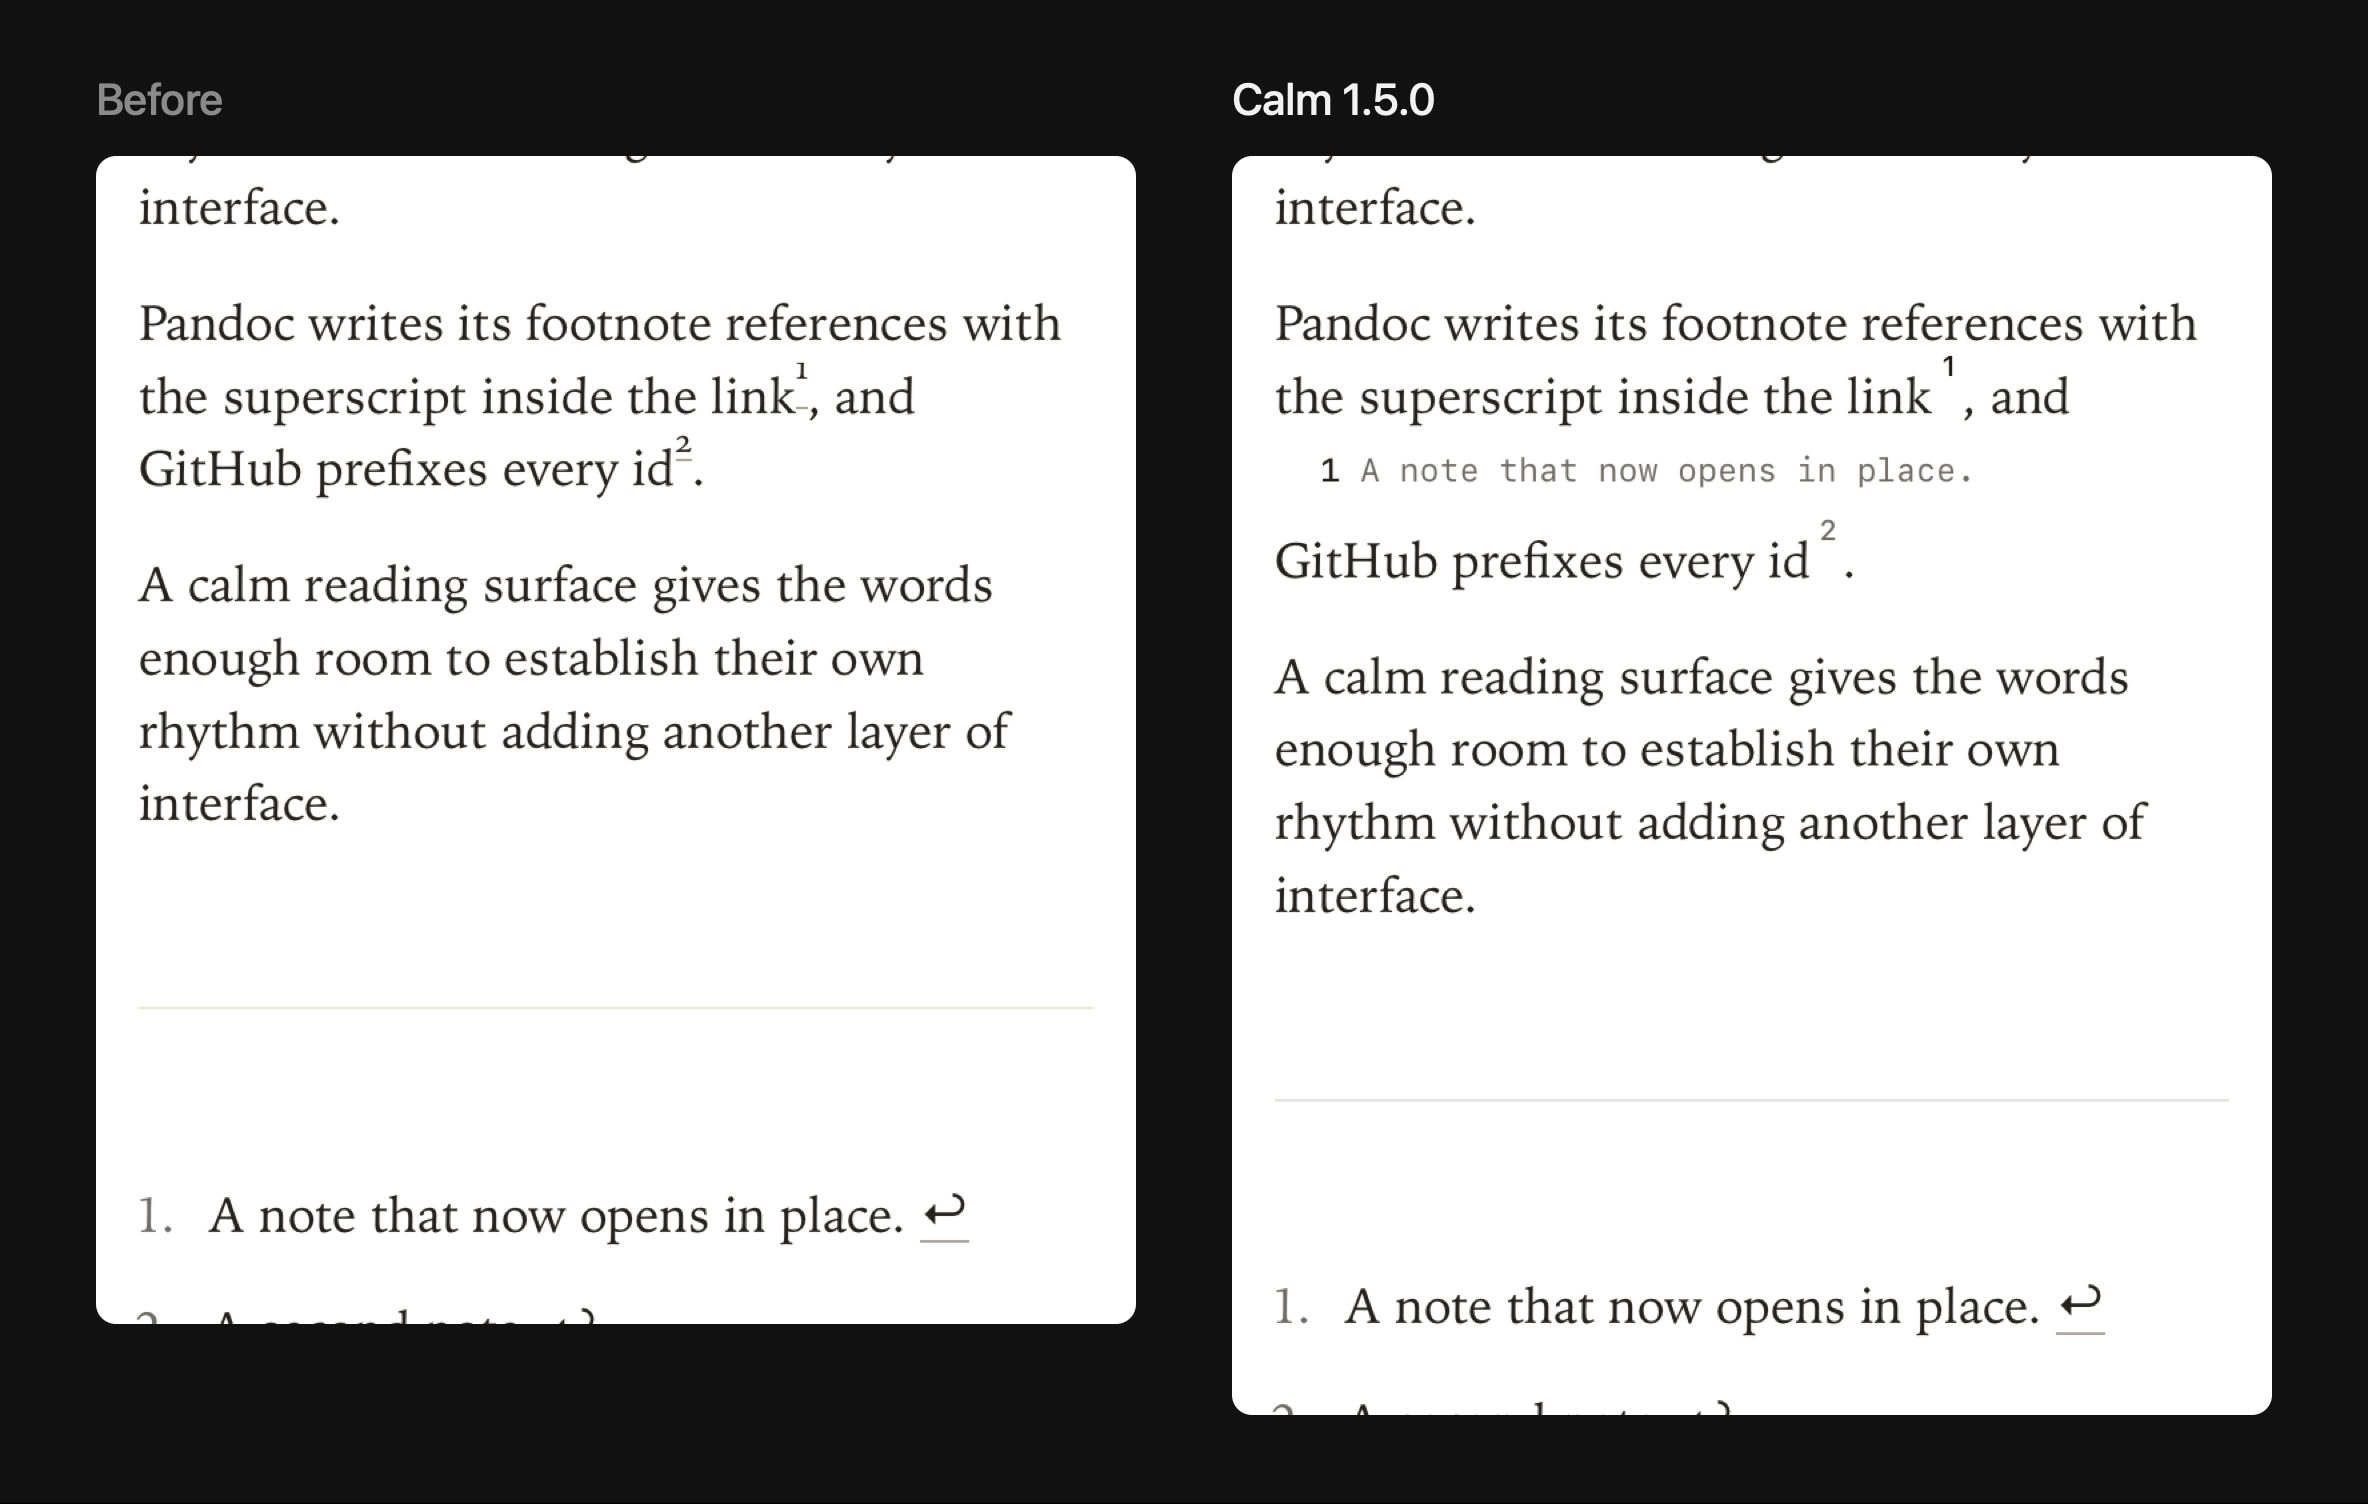 Before
interface.
Pandoc writes its footnote references with
the superscript inside the link1, and
GitHub prefixes every id2.
A calm reading surface gives the words
enough room to establish their own
rhythm without adding another layer of
interface.
1. A note that now opens in place. ↩
Calm 1.5.0
interface.
Pandoc writes its footnote references with
the superscript inside the link 1, and
1 A note that now opens in place.
GitHub prefixes every id 2.
A calm reading surface gives the words
enough room to establish their own
rhythm without adding another layer of
interface.
1. A note that now opens in place. ↩